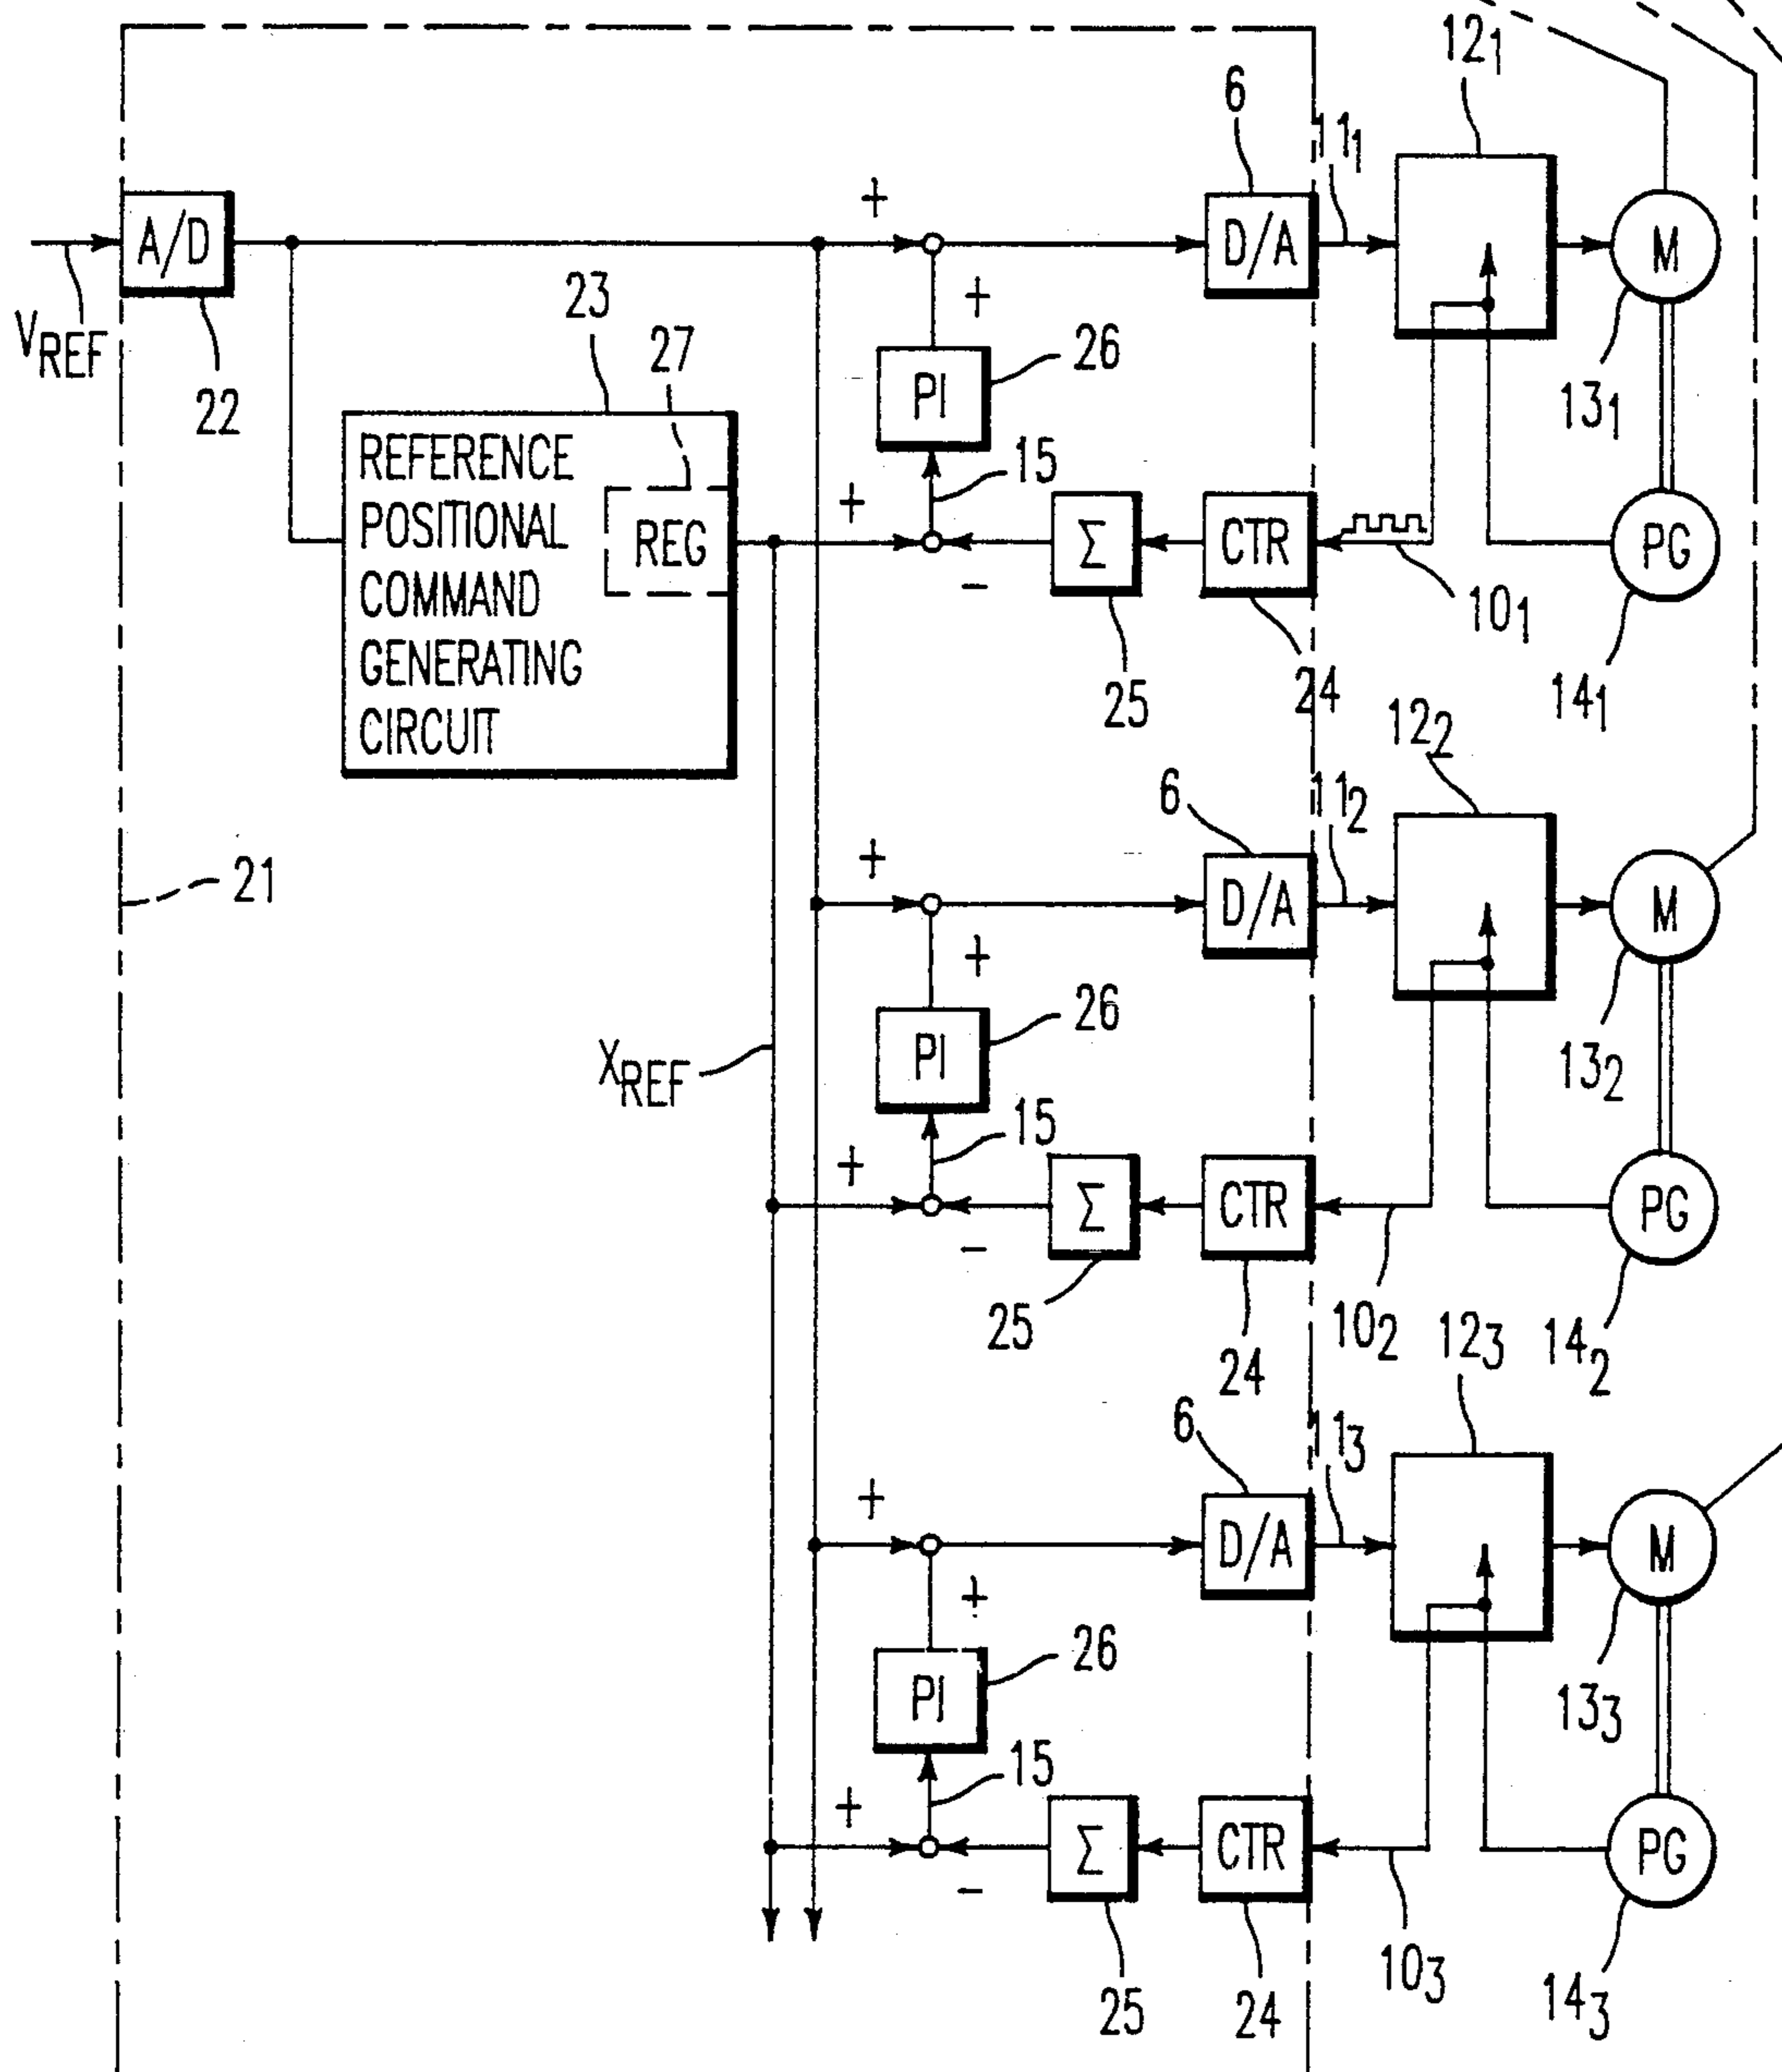 12₁
6
11₁
+
A/D
D/A
M
V_REF
22
23
27
+
PI
26
13₁
REFERENCE
POSITIONAL
COMMAND
GENERATING
CIRCUIT
REG
+
15
−
Σ
CTR
PG
10₁
25
24
14₁
12₂
6
11₂
+
D/A
M
21
+
PI
26
13₂
X_REF
15
+
−
Σ
CTR
PG
25
24
10₂
14₂
12₃
6
11₃
+
D/A
M
+
PI
26
13₃
15
+
−
Σ
CTR
PG
25
24
10₃
14₃